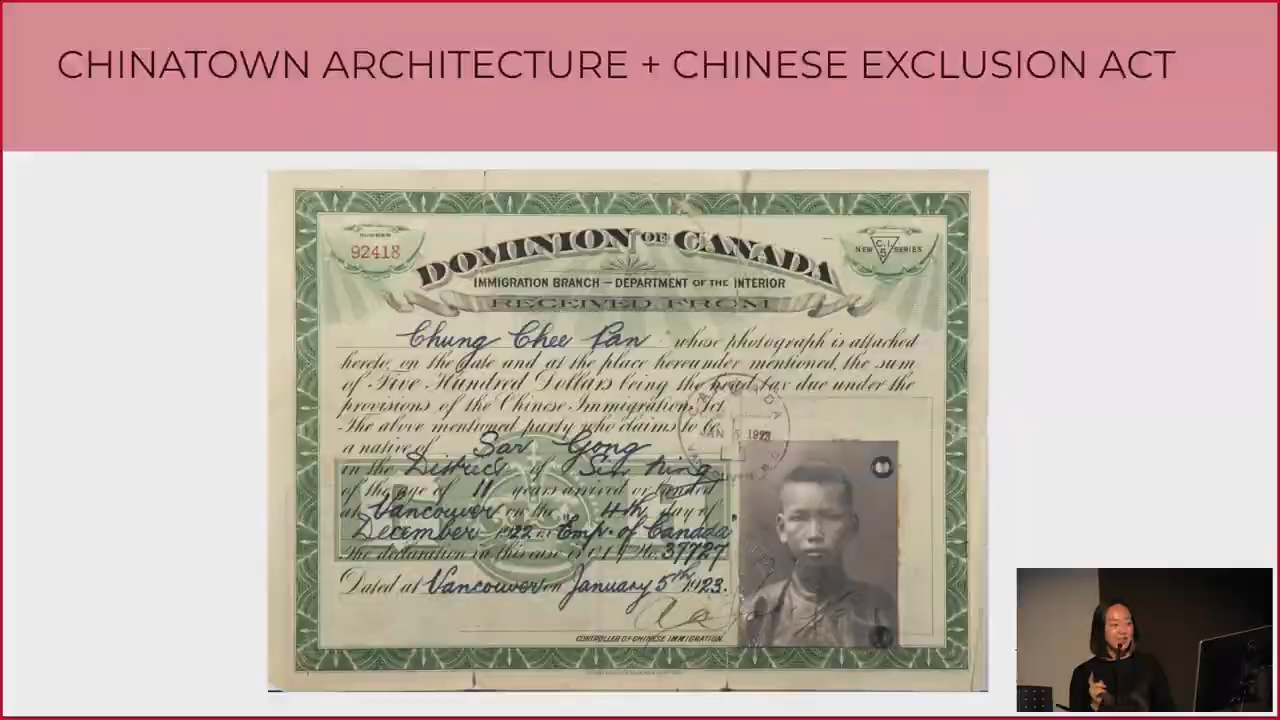 CHINATOWN ARCHITECTURE + CHINESE EXCLUSION ACT
NUMBER
92418
DOMINION OF CANADA
NEW C.I.5 SERIES
IMMIGRATION BRANCH — DEPARTMENT OF THE INTERIOR
RECEIVED FROM
Chung Chee Pan whose photograph is attached
hereto, on the date and at the place hereunder mentioned, the sum
of Five Hundred Dollars being the head tax due under the
provisions of the Chinese Immigration Act.
The above mentioned party who claims to be
a native of Sar Gong
in the District of Sin Ning
of the age of 11 years arrived or landed
at Vancouver on the 4th day of
December 1922 "Emp. of Canada"
The declaration in this case is C.I.4 No. 37727
Dated at Vancouver on January 5th 1923.
CONTROLLER OF CHINESE IMMIGRATION.